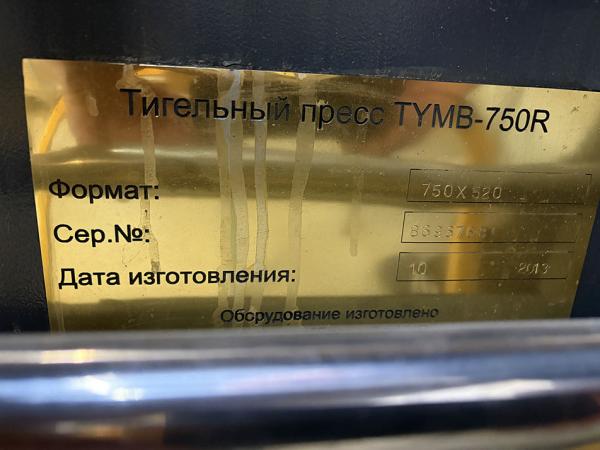 Тигельный пресс TYMB-750R
Формат: 750X520
Сер.№:
Дата изготовления: 10 2013
Оборудование изготовлено